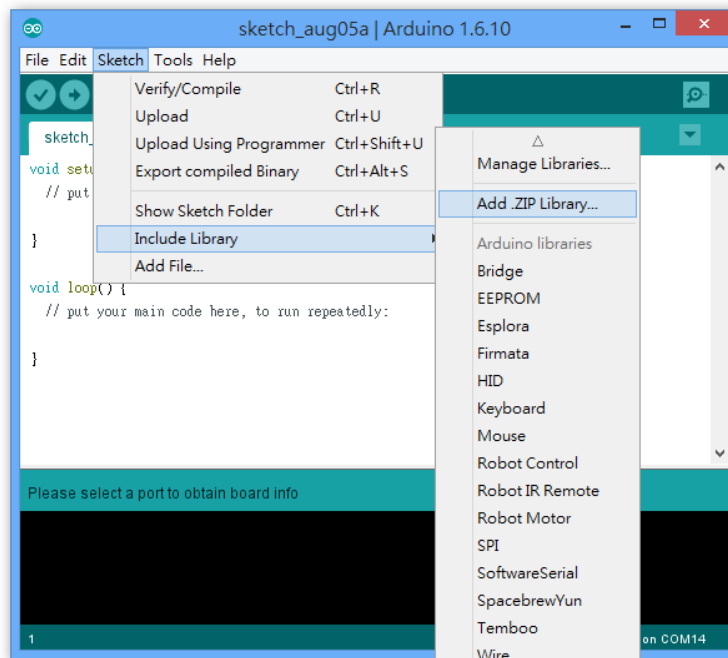 sketch_aug05a | Arduino 1.6.10
File Edit Sketch Tools Help
Verify/Compile Ctrl+R
Upload Ctrl+U
Upload Using Programmer Ctrl+Shift+U
Export compiled Binary Ctrl+Alt+S
Show Sketch Folder Ctrl+K
Include Library
Add File...
Manage Libraries...
Add .ZIP Library...
Arduino libraries
Bridge
EEPROM
Esplora
Firmata
HID
Keyboard
Mouse
Robot Control
Robot IR Remote
Robot Motor
SPI
SoftwareSerial
SpacebrewYun
Temboo
Wire
sketch_
void setu
// put
}
void loop() {
// put your main code here, to run repeatedly:
}
Please select a port to obtain board info
1
on COM14